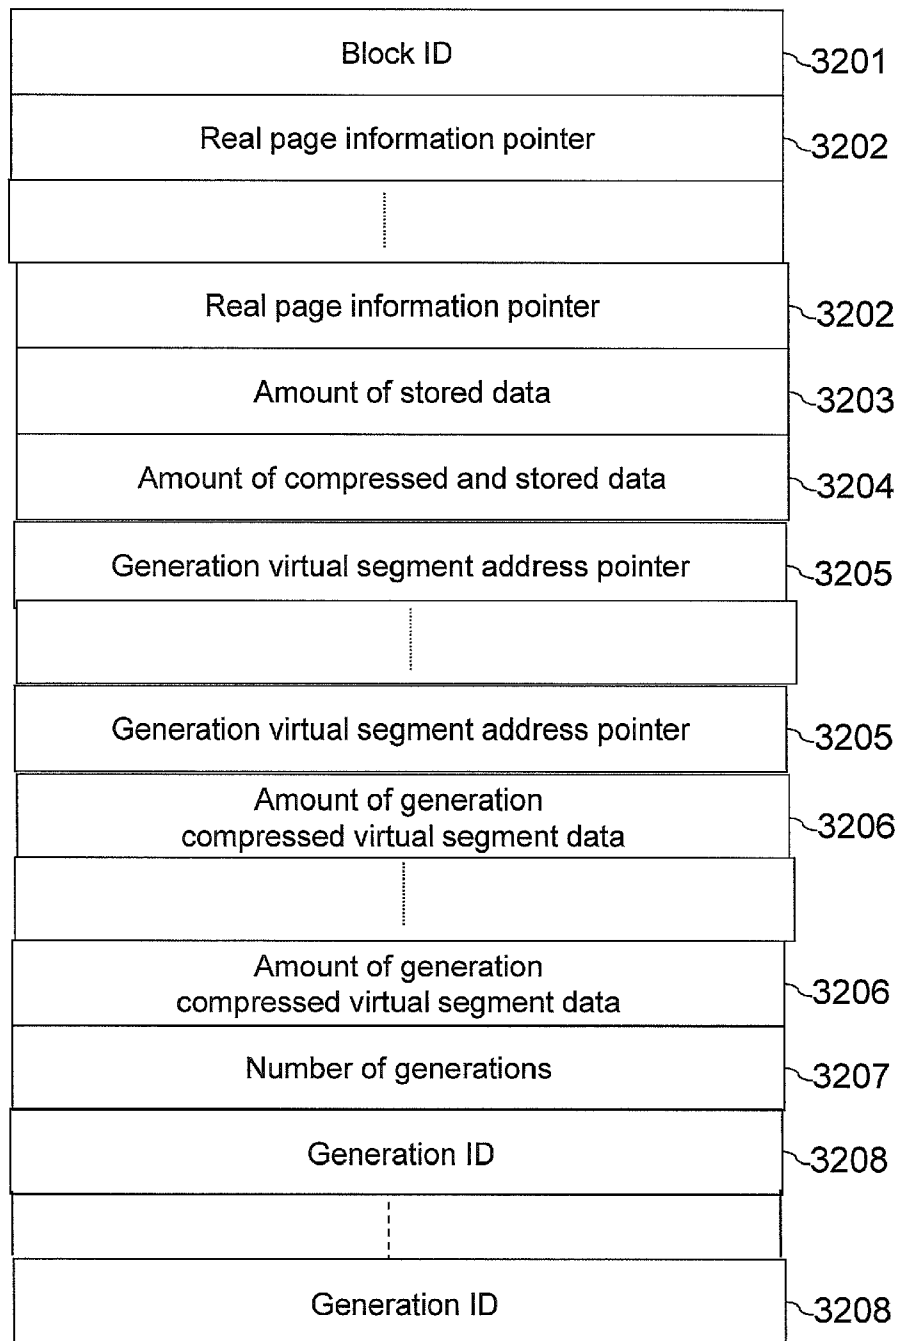 Block ID
3201
Real page information pointer
3202
Real page information pointer
3202
Amount of stored data
3203
Amount of compressed and stored data
3204
Generation virtual segment address pointer
3205
Generation virtual segment address pointer
3205
Amount of generation
compressed virtual segment data
3206
Amount of generation
compressed virtual segment data
3206
Number of generations
3207
Generation ID
3208
Generation ID
3208